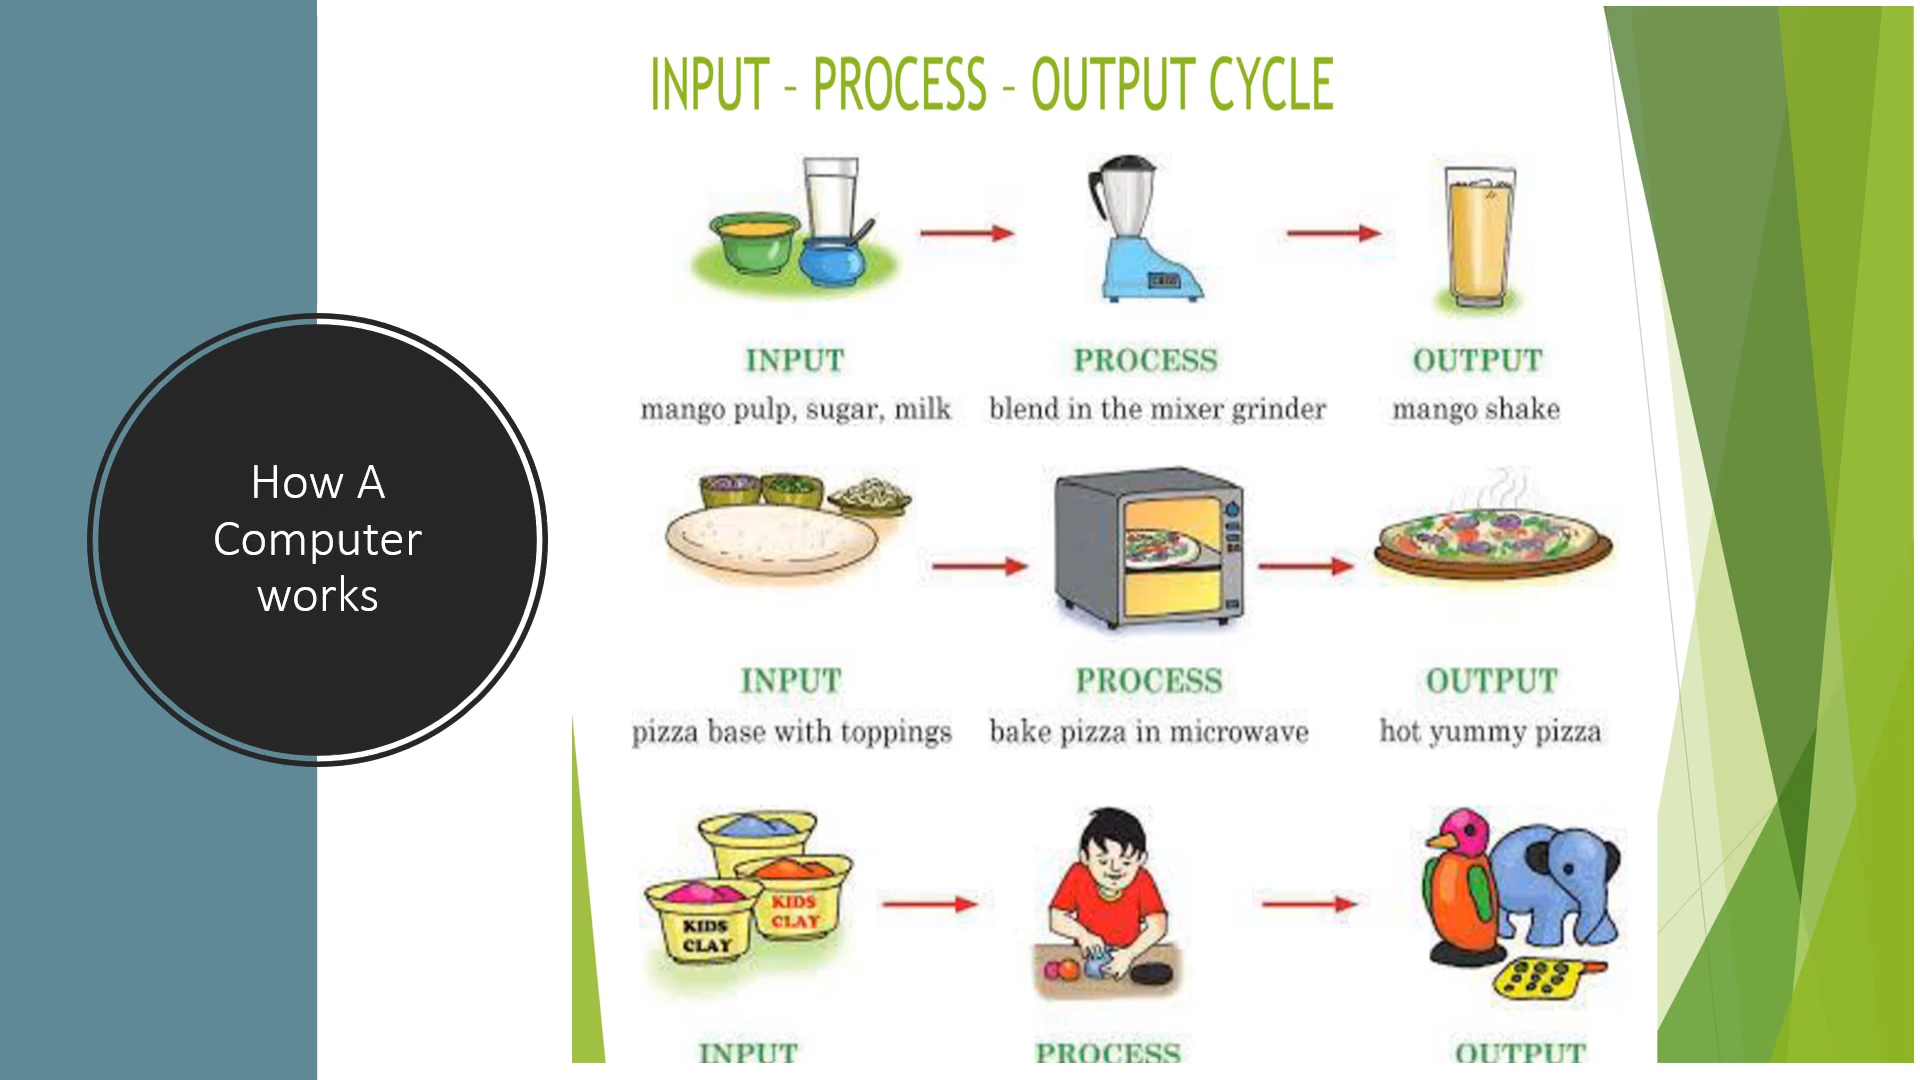 How A
Computer
works
INPUT - PROCESS - OUTPUT CYCLE
INPUT PROCESS OUTPUT
mango pulp, sugar, milk blend in the mixer grinder mango shake
INPUT PROCESS OUTPUT
pizza base with toppings bake pizza in microwave hot yummy pizza
KIDS
CLAY
KIDS
CLAY
INPUT PROCESS OUTPUT